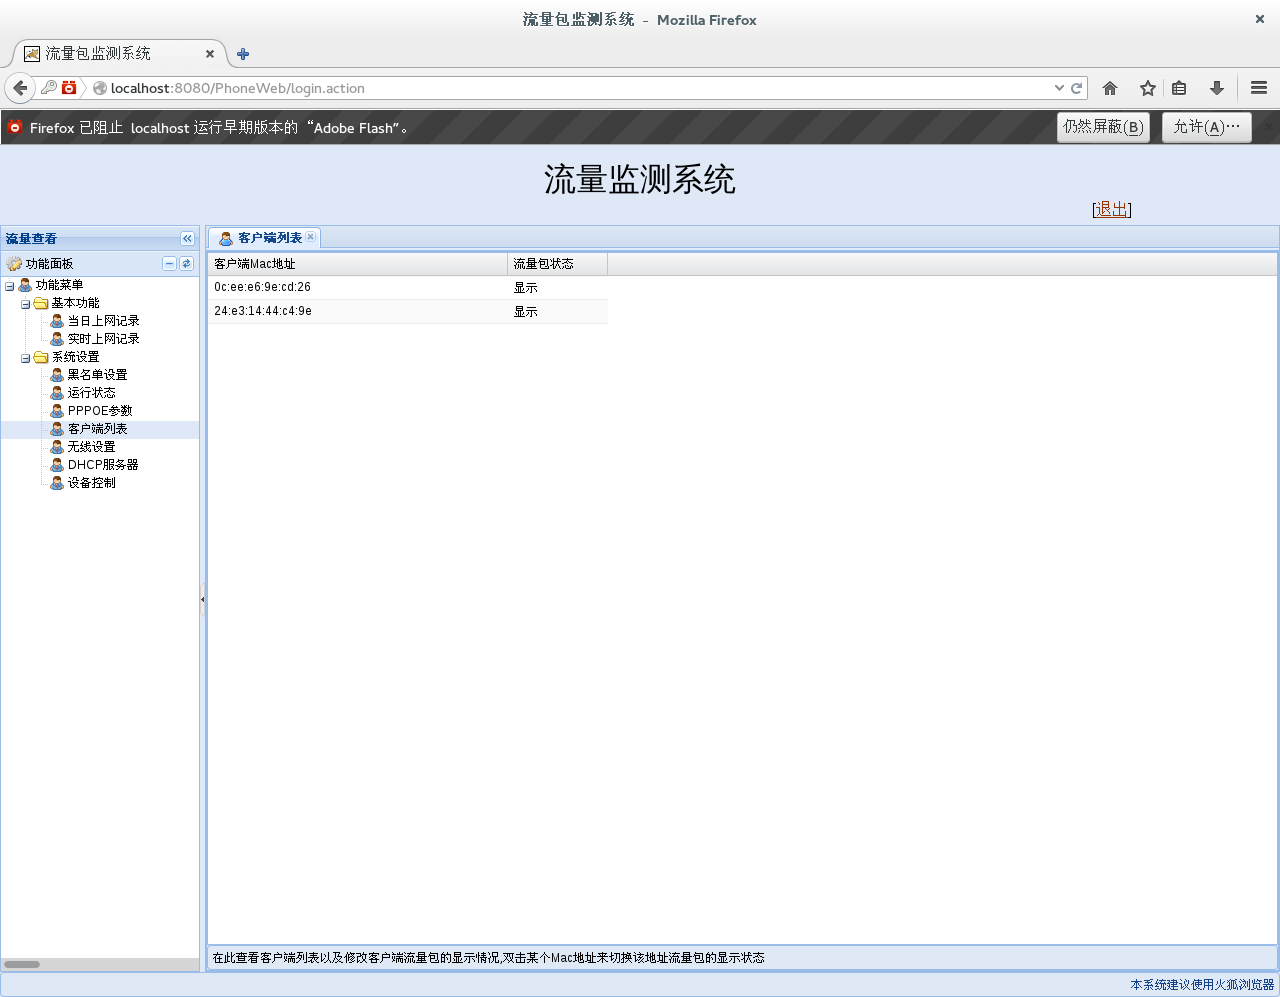 流量包监测系统 - Mozilla Firefox
流量包监测系统
localhost:8080/PhoneWeb/login.action
Firefox 已阻止 localhost 运行早期版本的“Adobe Flash”。
仍然屏蔽(B)
允许(A)…
流量监测系统
[退出]
流量查看
功能面板
功能菜单
基本功能
当日上网记录
实时上网记录
系统设置
黑名单设置
运行状态
PPPOE参数
客户端列表
无线设置
DHCP服务器
设备控制
客户端列表
客户端Mac地址 流量包状态
0c:ee:e6:9e:cd:26 显示
24:e3:14:44:c4:9e 显示
在此查看客户端列表以及修改客户端流量包的显示情况,双击某个Mac地址来切换该地址流量包的显示状态
本系统建议使用火狐浏览器